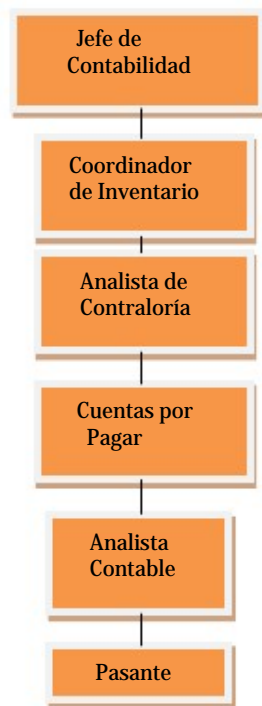 Jefe de
Contabilidad
Coordinador
de Inventario
Analista de
Contraloría
Cuentas por
Pagar
Analista
Contable
Pasante